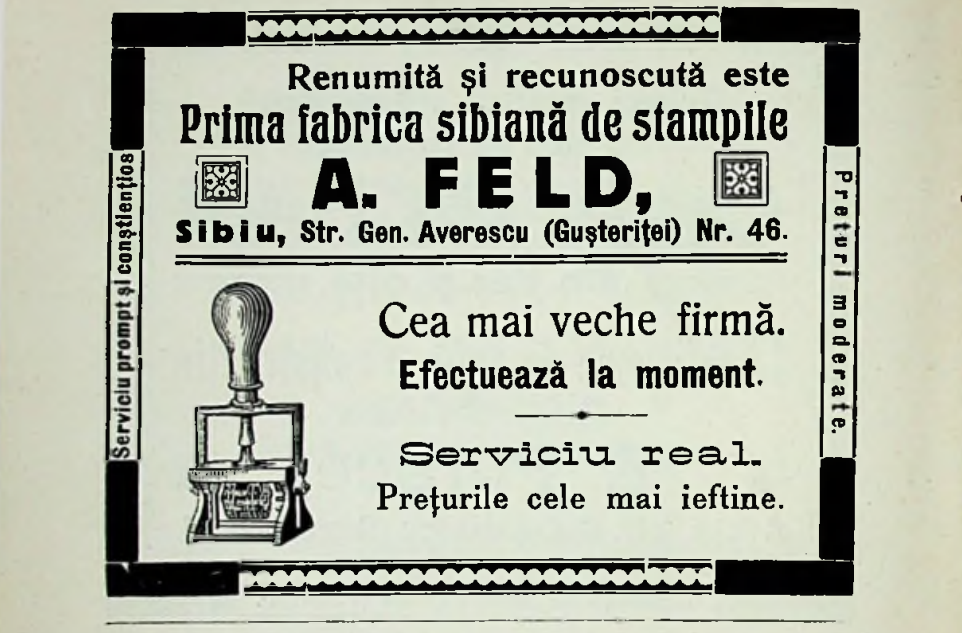 Renumită și recunoscută este
Prima fabrica sibiană de stampile
A. FELD,
Sibiu, Str. Gen. Averescu (Gușteriței) Nr. 46.
Serviciu prompt și conștiențios
Prețuri moderate.
Cea mai veche firmă.
Efectuează la moment.
Serviciu real.
Prețurile cele mai ieftine.